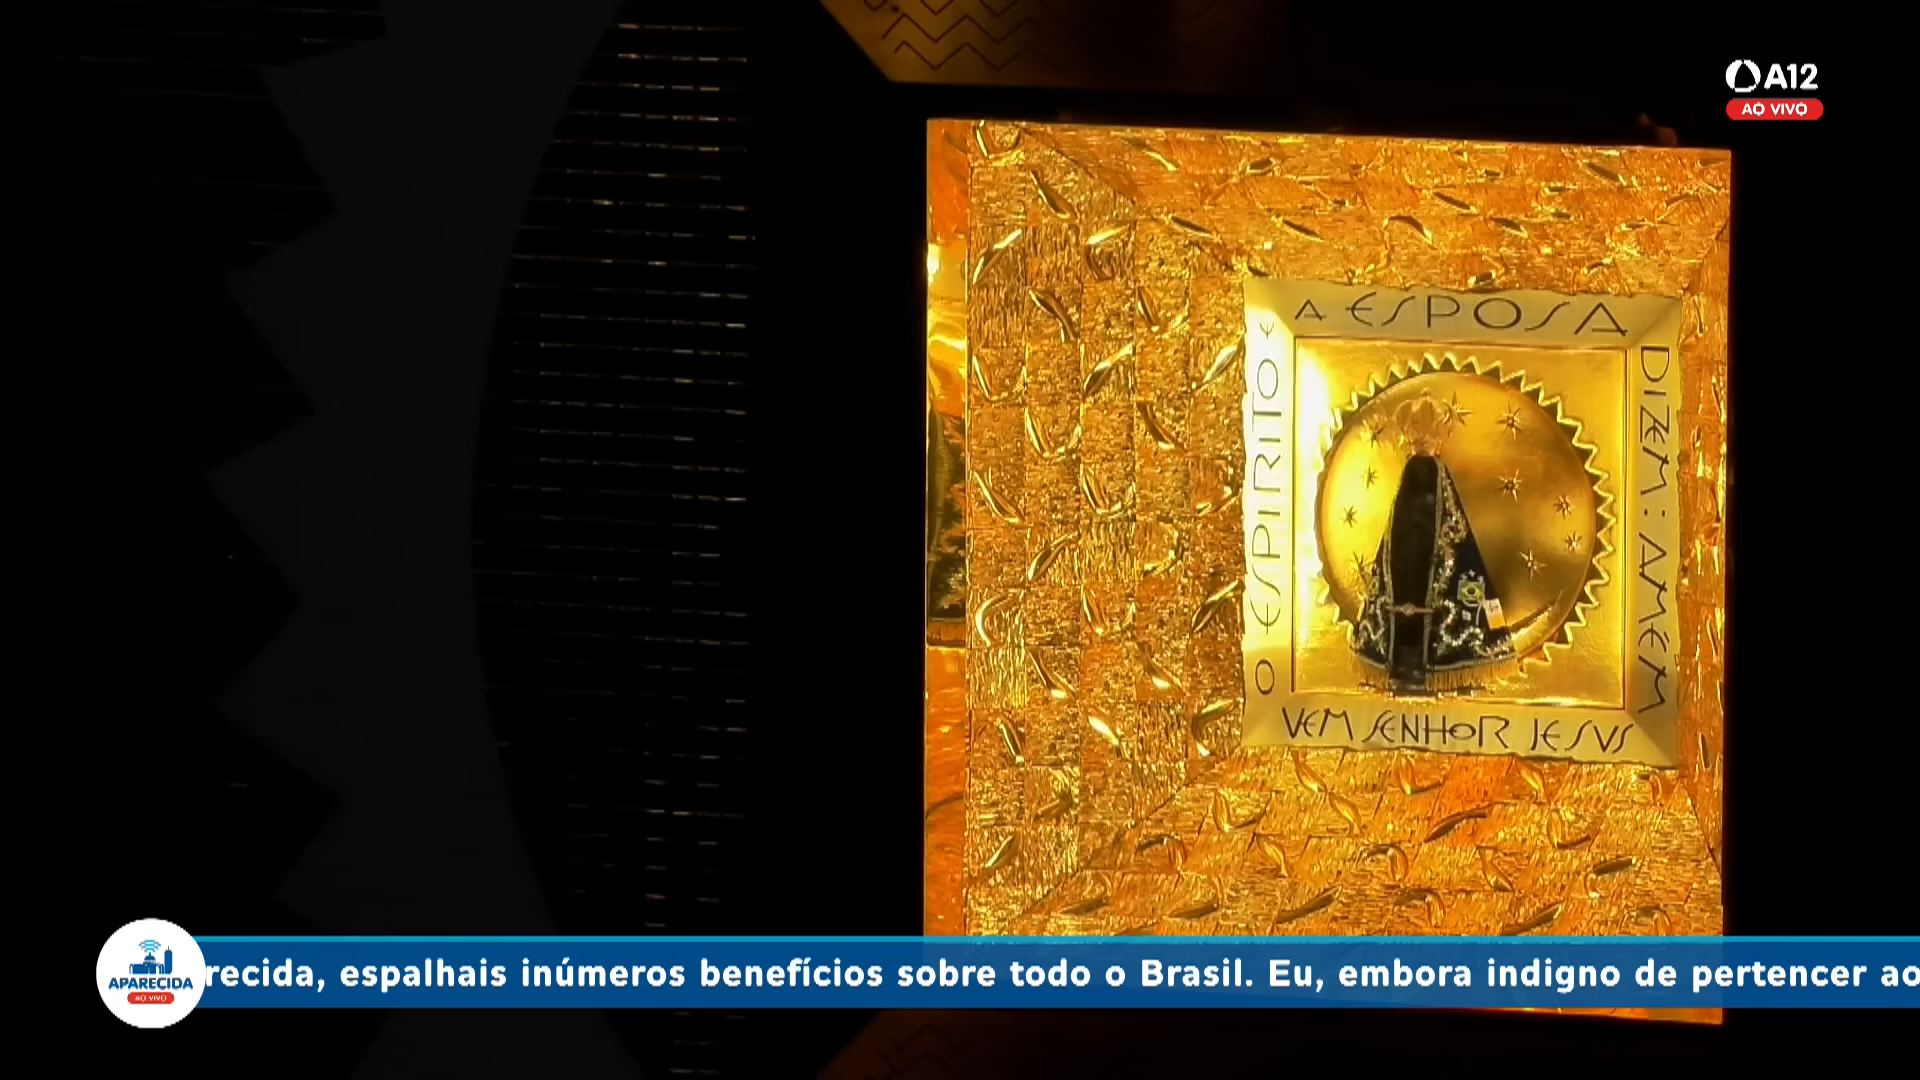 A12
AO VIVO
A ESPOSA
O ESPIRITO E
DIZEM: AMÉM
VEM SENHOR JESUS
APARECIDA
AO VIVO
recida, espalhais inúmeros benefícios sobre todo o Brasil. Eu, embora indigno de pertencer ao